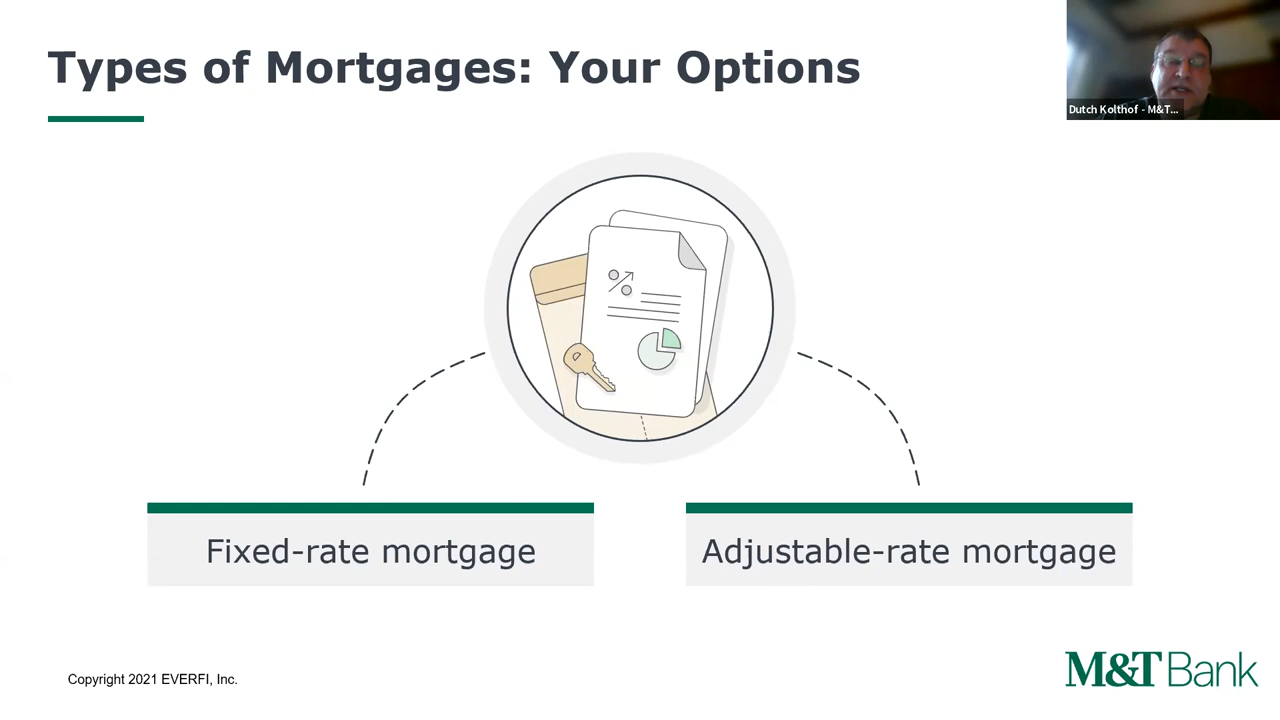 Types of Mortgages: Your Options
Dutch Kolthof - M&T...
Fixed-rate mortgage
Adjustable-rate mortgage
Copyright 2021 EVERFI, Inc.
M&T Bank